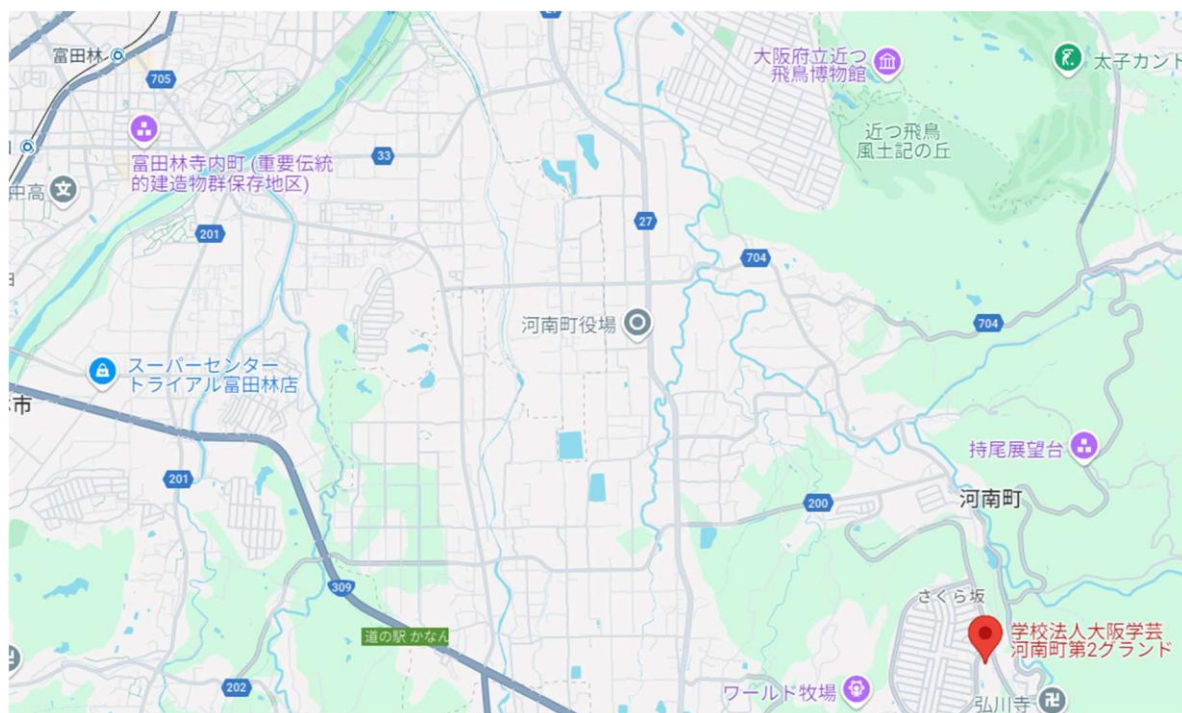 27
富田林
705
大阪府立近つ
飛鳥博物館
太子カント
近つ飛鳥
風土記の丘
33
富田林寺内町 (重要伝統
的建造物群保存地区)
中高
201
27
704
河南町役場
704
スーパーセンター
トライアル富田林店
市
持尾展望台
201
200
河南町
309
さくら坂
道の駅 かなん
学校法人大阪学芸
河南町第2グランド
202
ワールド牧場
弘川寺